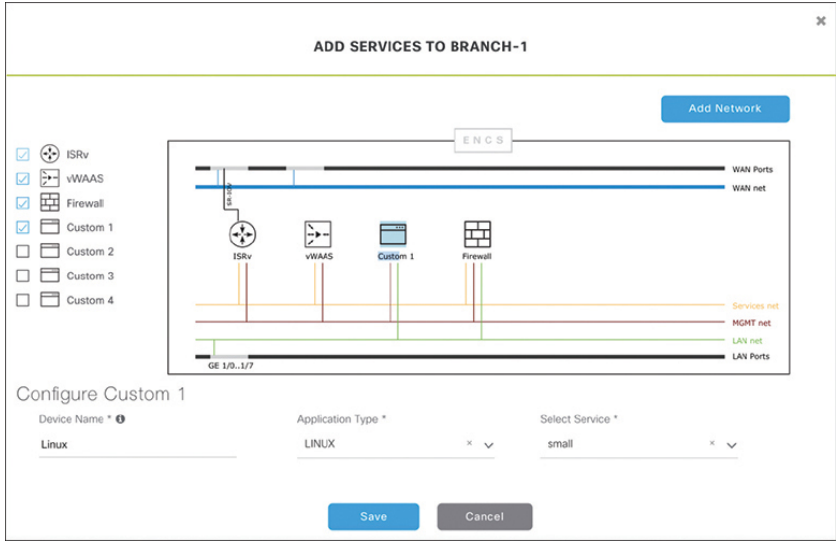 ADD SERVICES TO BRANCH-1
Add Network
ENCS
ISRv
vWAAS
Firewall
Custom 1
Custom 2
Custom 3
Custom 4
WAN Ports
WAN net
SR-IOV
ISRv
vWAAS
Custom 1
Firewall
Services net
MGMT net
LAN net
LAN Ports
GE 1/0..1/7
Configure Custom 1
Device Name *
Application Type *
Select Service *
Linux
LINUX
small
Save
Cancel